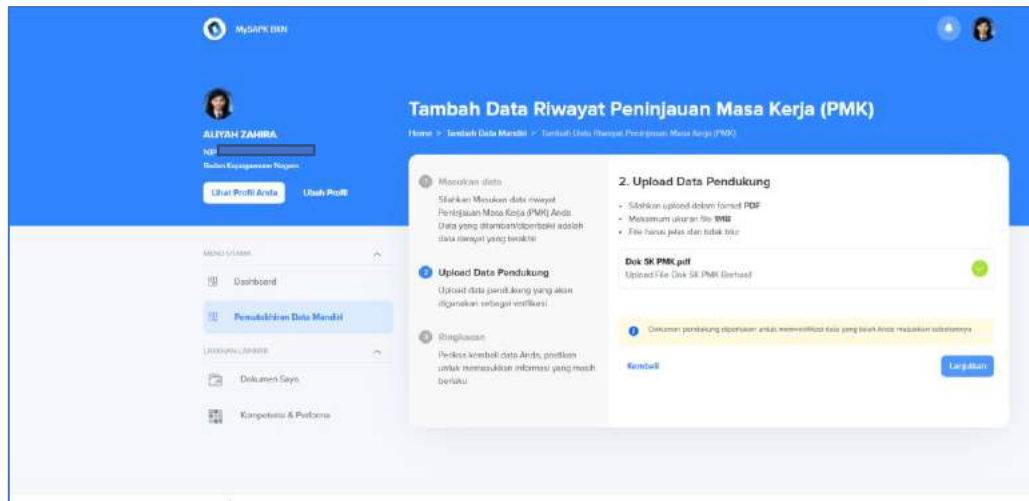 MySAPK BKN
ALIYAH ZAHIRA
NIP
Badan Kepegawaian Negara
Lihat Profil Anda
Ubah Profil
MENU UTAMA
Dashboard
Pemutakhiran Data Mandiri
LAYANAN LAINNYA
Dokumen Saya
Kompetensi & Performa
Tambah Data Riwayat Peninjauan Masa Kerja (PMK)
Home > Tambah Data Mandiri > Tambah Data Riwayat Peninjauan Masa Kerja (PMK)
1 Masukan data
Silahkan Masukan data riwayat
Peninjauan Masa Kerja (PMK) Anda
Data yang ditambah/diperbaiki adalah
data riwayat yang terakhir
2 Upload Data Pendukung
Upload data pendukung yang akan
digunakan sebagai verifikasi
3 Ringkasan
Periksa kembali data Anda, pastikan
untuk memasukkan informasi yang masih
berlaku
2. Upload Data Pendukung
• Silahkan upload dalam format PDF
• Maksimum ukuran file 1MB
• File harus jelas dan tidak blur
Dok SK PMK.pdf
Upload File Dok SK PMK Berhasil
Dokumen pendukung diperlukan untuk memverifikasi data yang telah Anda masukkan sebelumnya
Kembali
Lanjutkan